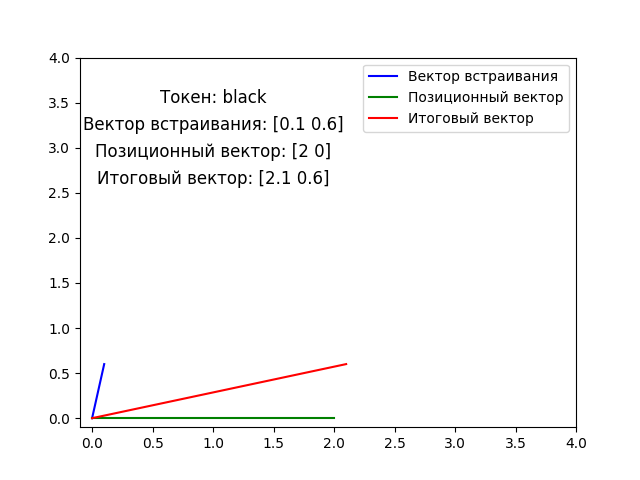 Токен: black
Вектор встраивания: [0.1 0.6]
Позиционный вектор: [2 0]
Итоговый вектор: [2.1 0.6]
Вектор встраивания
Позиционный вектор
Итоговый вектор
4.0
3.5
3.0
2.5
2.0
1.5
1.0
0.5
0.0
0.0 0.5 1.0 1.5 2.0 2.5 3.0 3.5 4.0